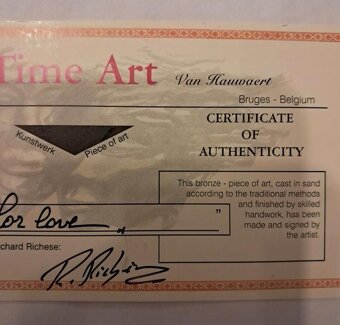 Time Art Van Hauwaert
Bruges - Belgium
CERTIFICATE
OF
AUTHENTICITY
Kunstwerk Piece of art
This bronze - piece of art, cast in sand
according to the traditional methods
and finished by skilled
handwork, has been
made and signed by
the artist.
for love "
chard Richese:
R. Richese